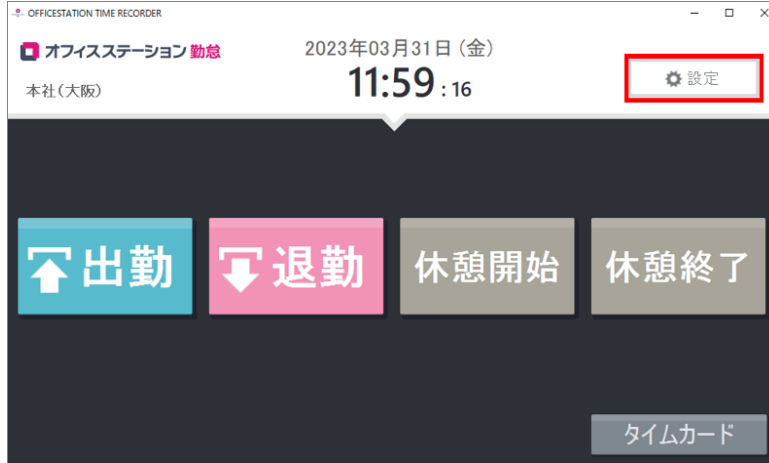 OFFICESTATION TIME RECORDER
オフィスステーション 勤怠
2023年03月31日 (金)
本社(大阪)
11:59 : 16
設定
出勤
退勤
休憩開始
休憩終了
タイムカード